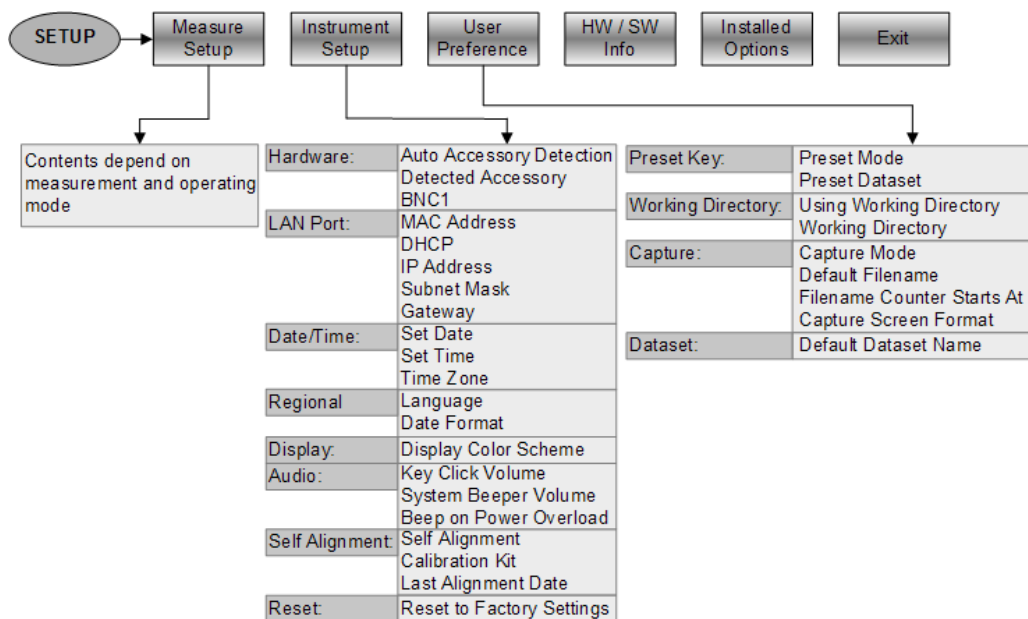 SETUP
Measure
Setup
Instrument
Setup
User
Preference
HW / SW
Info
Installed
Options
Exit
Contents depend on
measurement and operating
mode
Hardware: Auto Accessory Detection
Detected Accessory
BNC1
LAN Port: MAC Address
DHCP
IP Address
Subnet Mask
Gateway
Date/Time: Set Date
Set Time
Time Zone
Regional Language
Date Format
Display: Display Color Scheme
Audio: Key Click Volume
System Beeper Volume
Beep on Power Overload
Self Alignment: Self Alignment
Calibration Kit
Last Alignment Date
Reset: Reset to Factory Settings
Preset Key: Preset Mode
Preset Dataset
Working Directory: Using Working Directory
Working Directory
Capture: Capture Mode
Default Filename
Filename Counter Starts At
Capture Screen Format
Dataset: Default Dataset Name